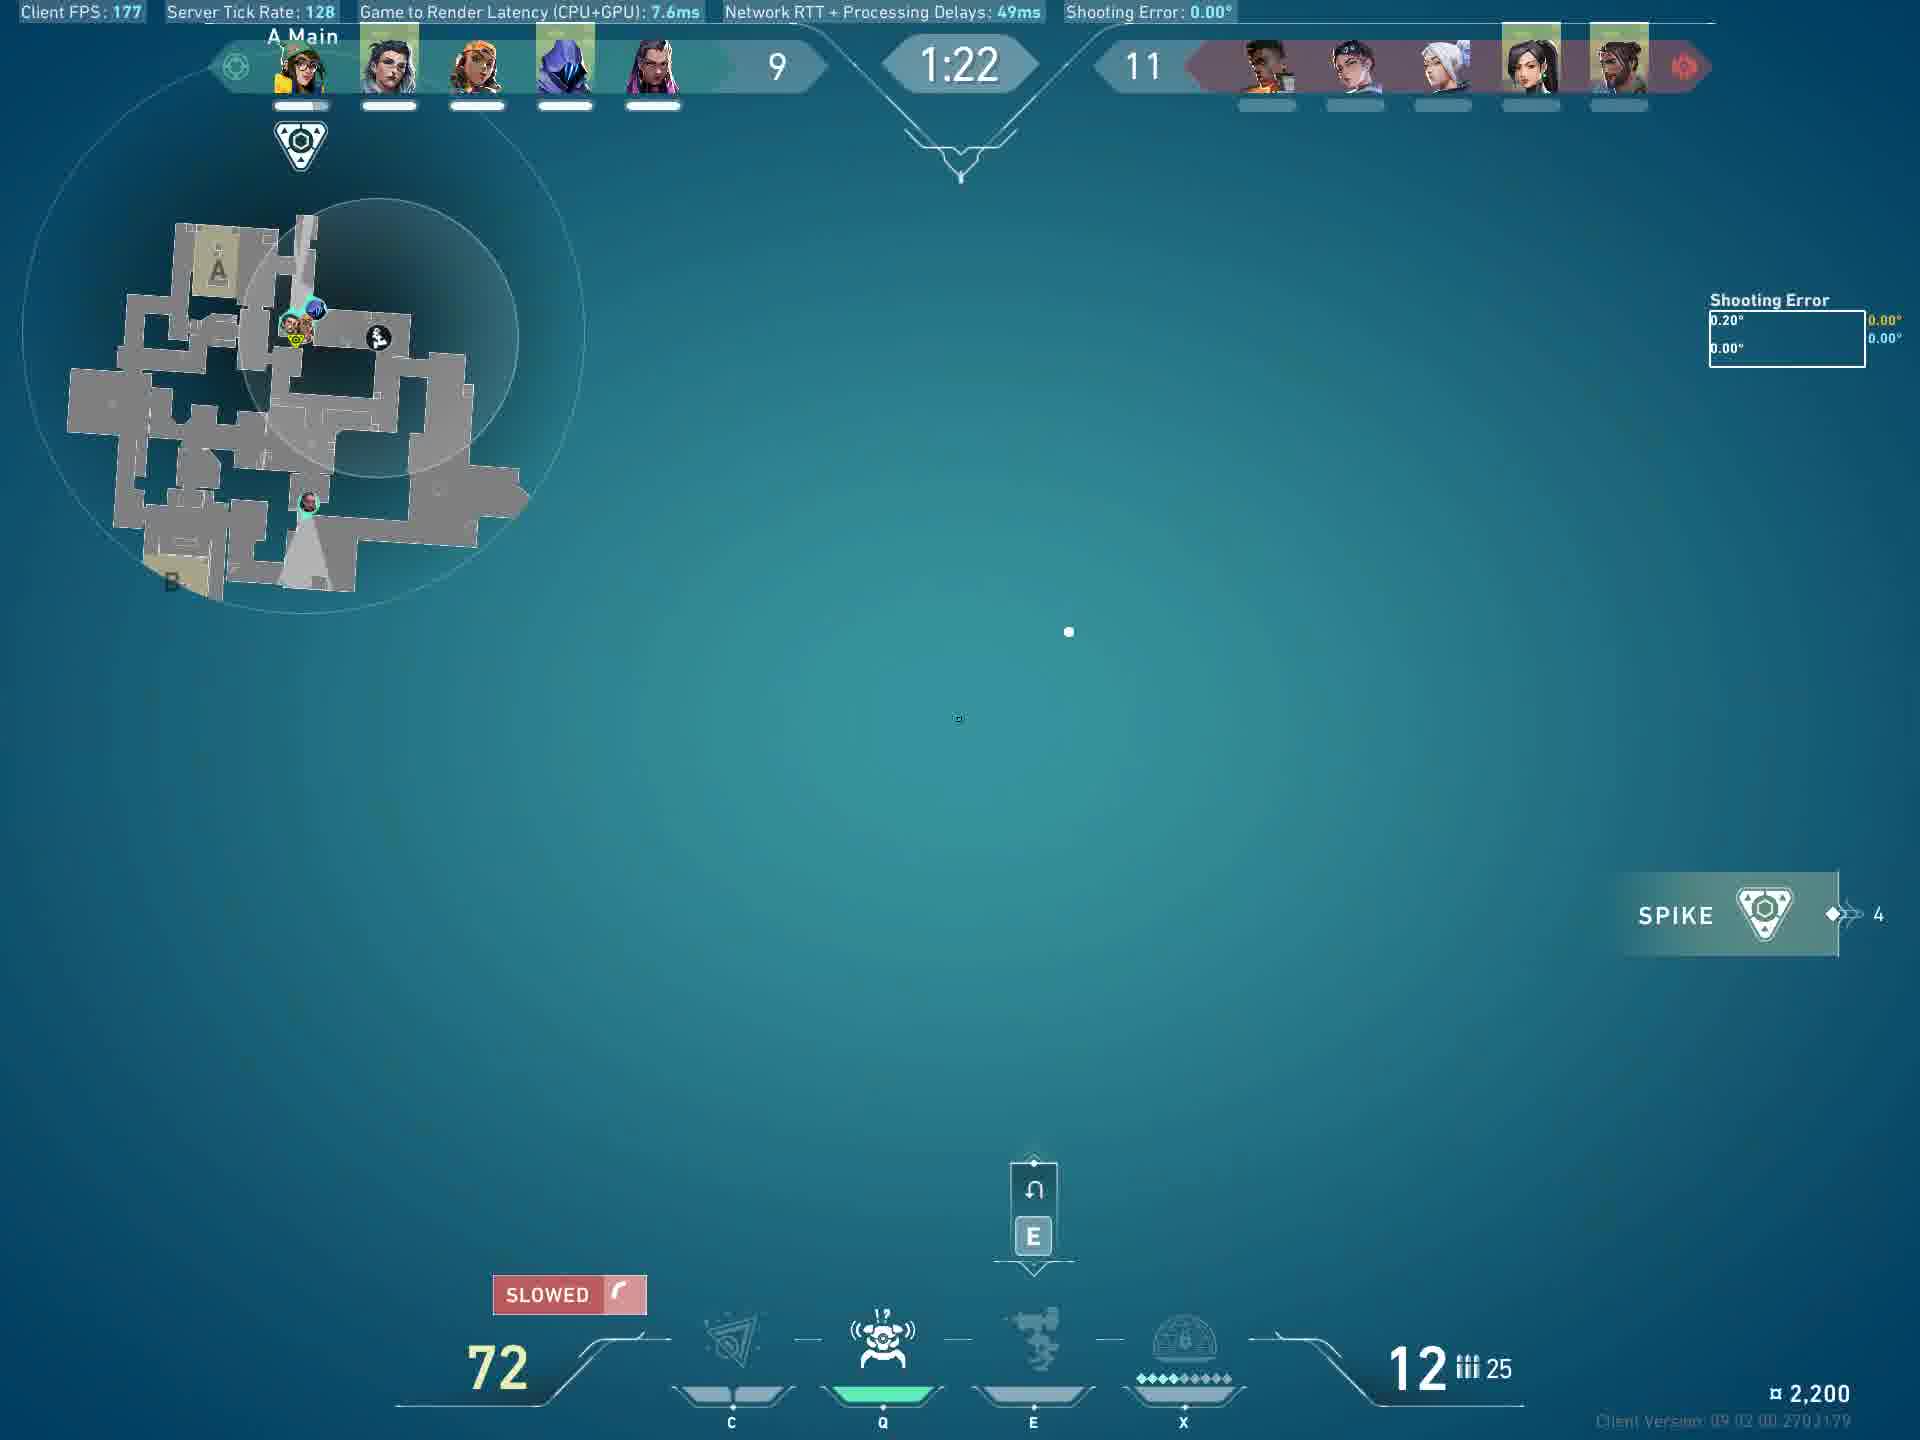 Client FPS: 177 Server Tick Rate: 128 Game to Render Latency (CPU+GPU): 7.6ms Network RTT + Processing Delays: 49ms Shooting Error: 0.00°
A Main
9 1:22 11
A
B
Shooting Error
0.20° 0.00°
0.00°
0.00°
SPIKE 4
E
SLOWED
72 12 25
¤ 2,200
C Q E X
Client Version: 09.02.00.2703179